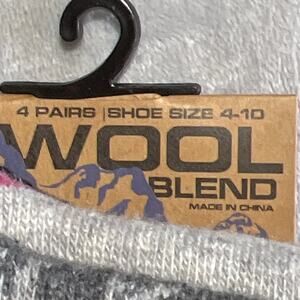 4 PAIRS | SHOE SIZE 4-10
WOOL
BLEND
MADE IN CHINA